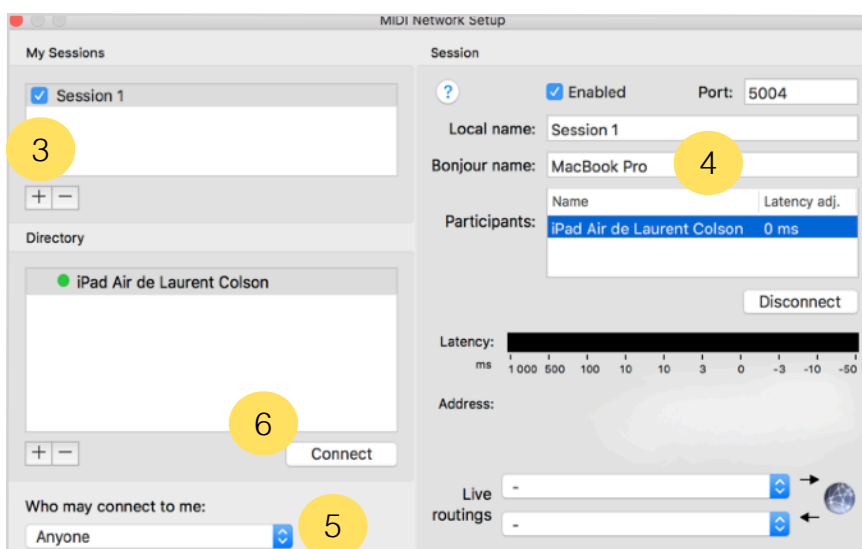 MIDI Network Setup
My Sessions
Session 1
3
+ −
Directory
iPad Air de Laurent Colson
6
+ − Connect
Who may connect to me:
Anyone
5
Session
? Enabled Port: 5004
Local name: Session 1
Bonjour name: MacBook Pro
4
Participants:
Name Latency adj.
iPad Air de Laurent Colson 0 ms
Disconnect
Latency:
ms 1 000 500 100 10 10 3 0 -3 -10 -50
Address:
Live
routings
-
-